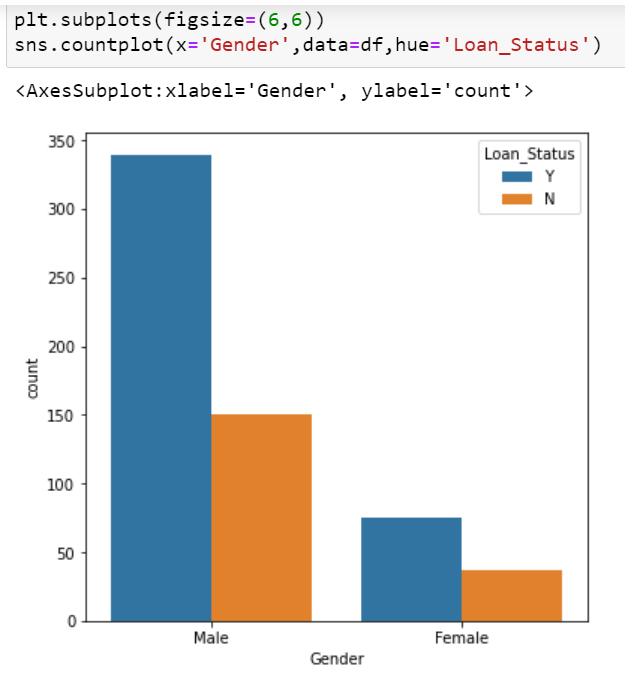 plt.subplots(figsize=(6,6))
sns.countplot(x='Gender',data=df,hue='Loan_Status')
<AxesSubplot:xlabel='Gender', ylabel='count'>
350
300
250
200
150
100
50
0
count
Loan_Status
Y
N
Male Female
Gender